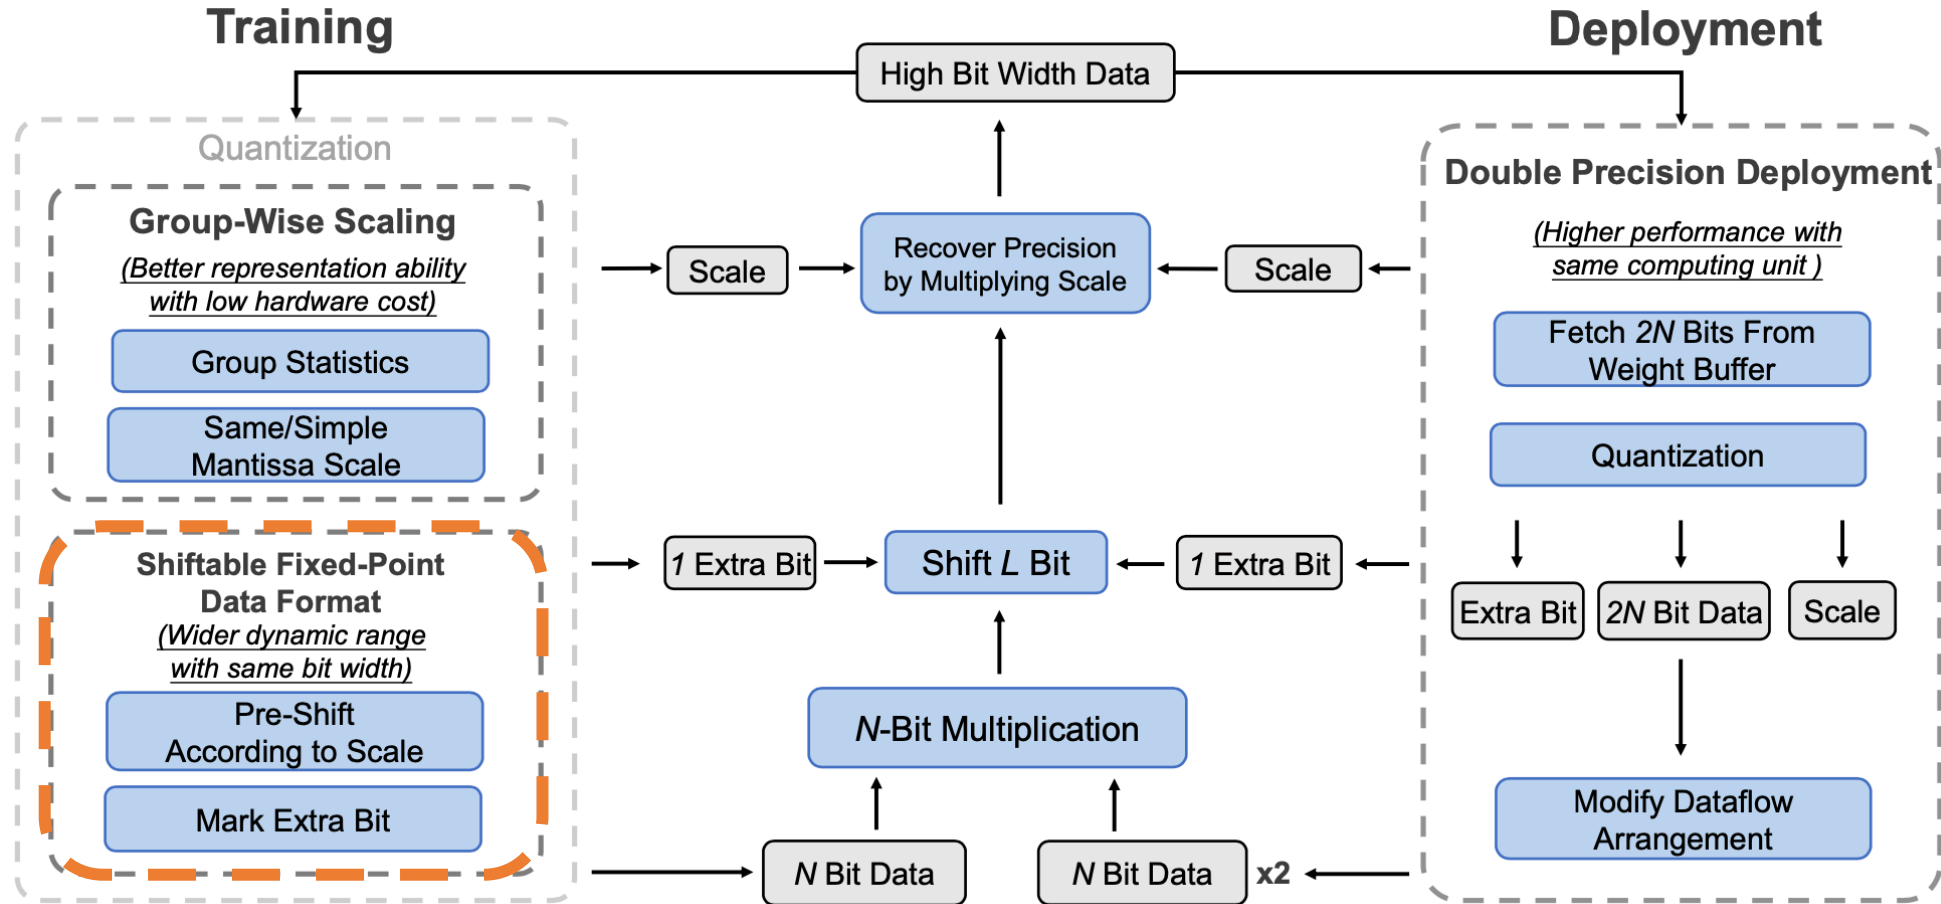 Training
Deployment
High Bit Width Data
Quantization
Group-Wise Scaling
(Better representation ability
with low hardware cost)
Group Statistics
Same/Simple
Mantissa Scale
Shiftable Fixed-Point
Data Format
(Wider dynamic range
with same bit width)
Pre-Shift
According to Scale
Mark Extra Bit
Scale
Recover Precision
by Multiplying Scale
Scale
1 Extra Bit
Shift L Bit
1 Extra Bit
N-Bit Multiplication
N Bit Data
N Bit Data x2
Double Precision Deployment
(Higher performance with
same computing unit )
Fetch 2N Bits From
Weight Buffer
Quantization
Extra Bit
2N Bit Data
Scale
Modify Dataflow
Arrangement